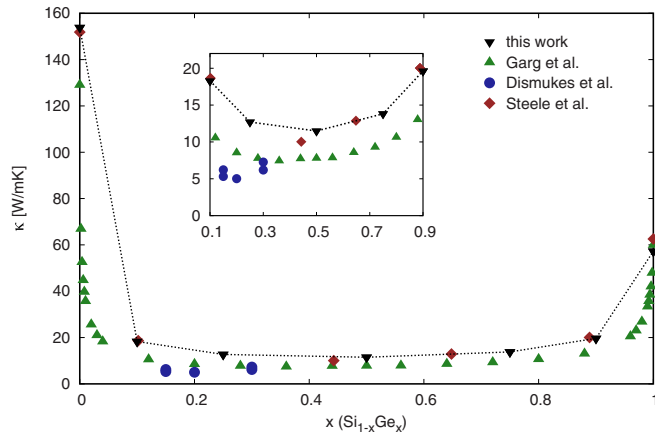 160
140
120
100
80
60
40
20
0
κ [W/mK]
20
15
10
5
0
0.1 0.3 0.5 0.7 0.9
this work
Garg et al.
Dismukes et al.
Steele et al.
0 0.2 0.4 0.6 0.8 1
x (Si1-xGex)